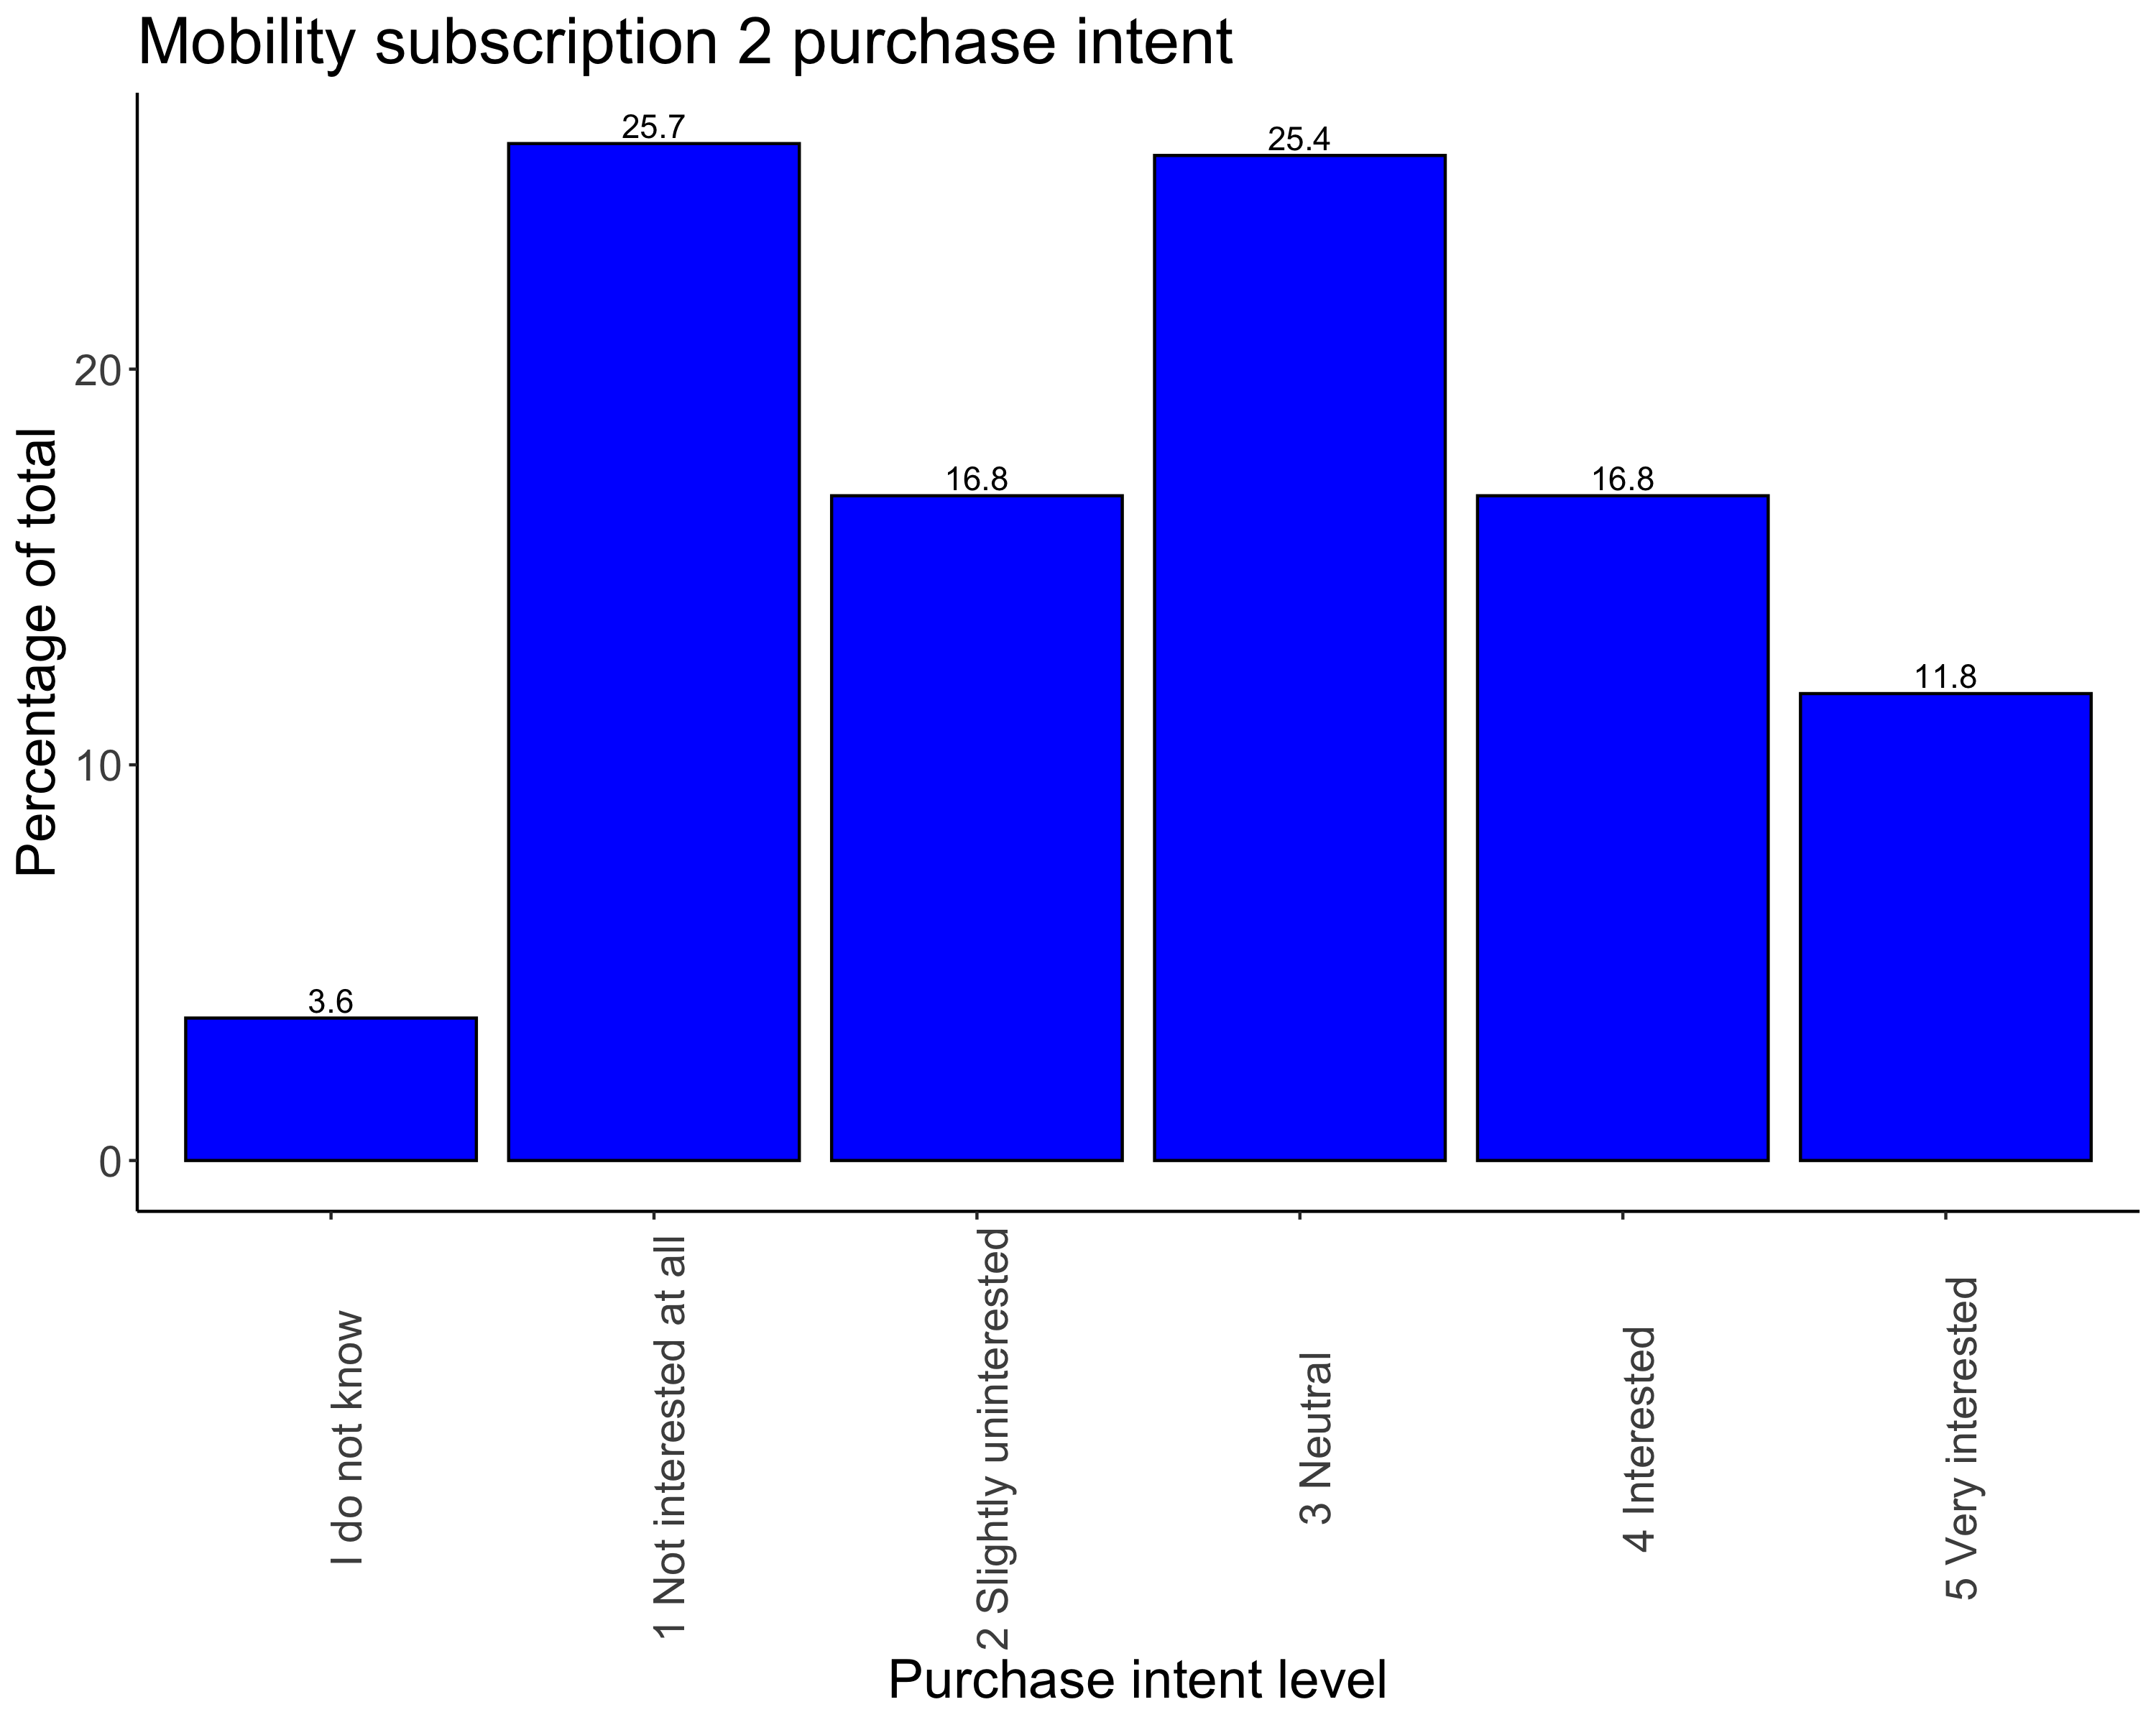 Mobility subscription 2 purchase intent
Percentage of total
20
10
0
3.6
25.7
16.8
25.4
16.8
11.8
I do not know
1 Not interested at all
2 Slightly uninterested
3 Neutral
4 Interested
5 Very interested
Purchase intent level